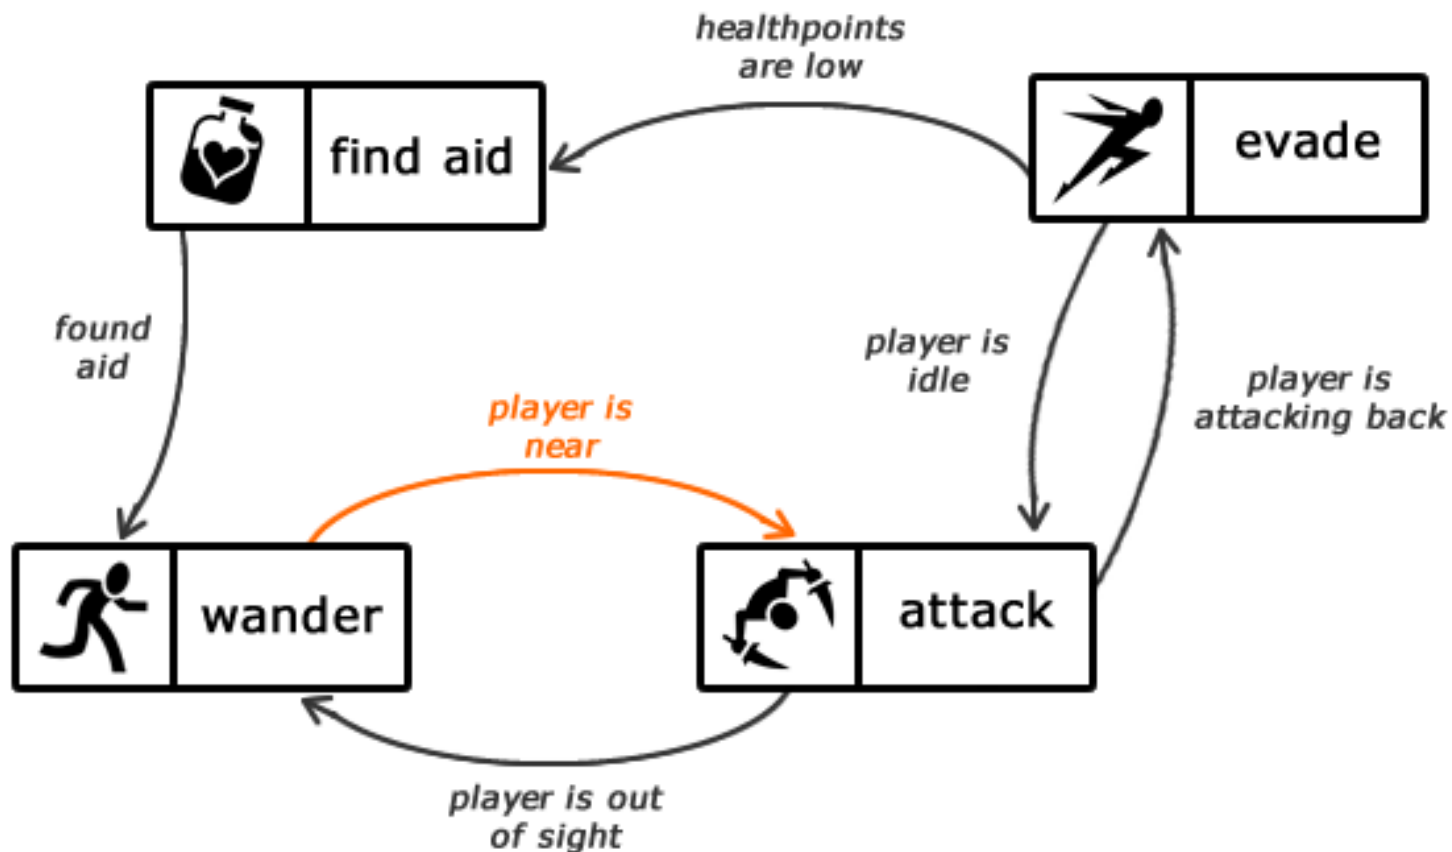 healthpoints
are low
find aid
evade
found
aid
player is
idle
player is
attacking back
player is
near
wander
attack
player is out
of sight